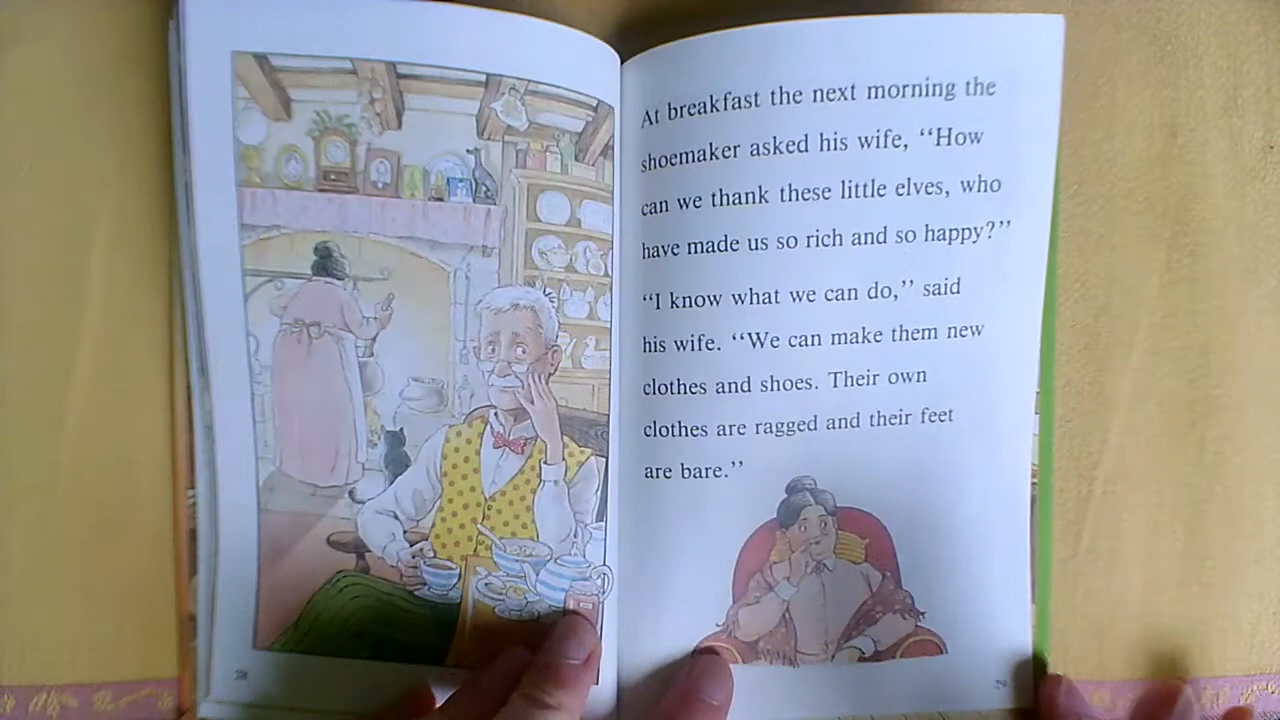 At breakfast the next morning the
shoemaker asked his wife, “How
can we thank these little elves, who
have made us so rich and so happy?”
“I know what we can do,” said
his wife. “We can make them new
clothes and shoes. Their own
clothes are ragged and their feet
are bare.”
28
29